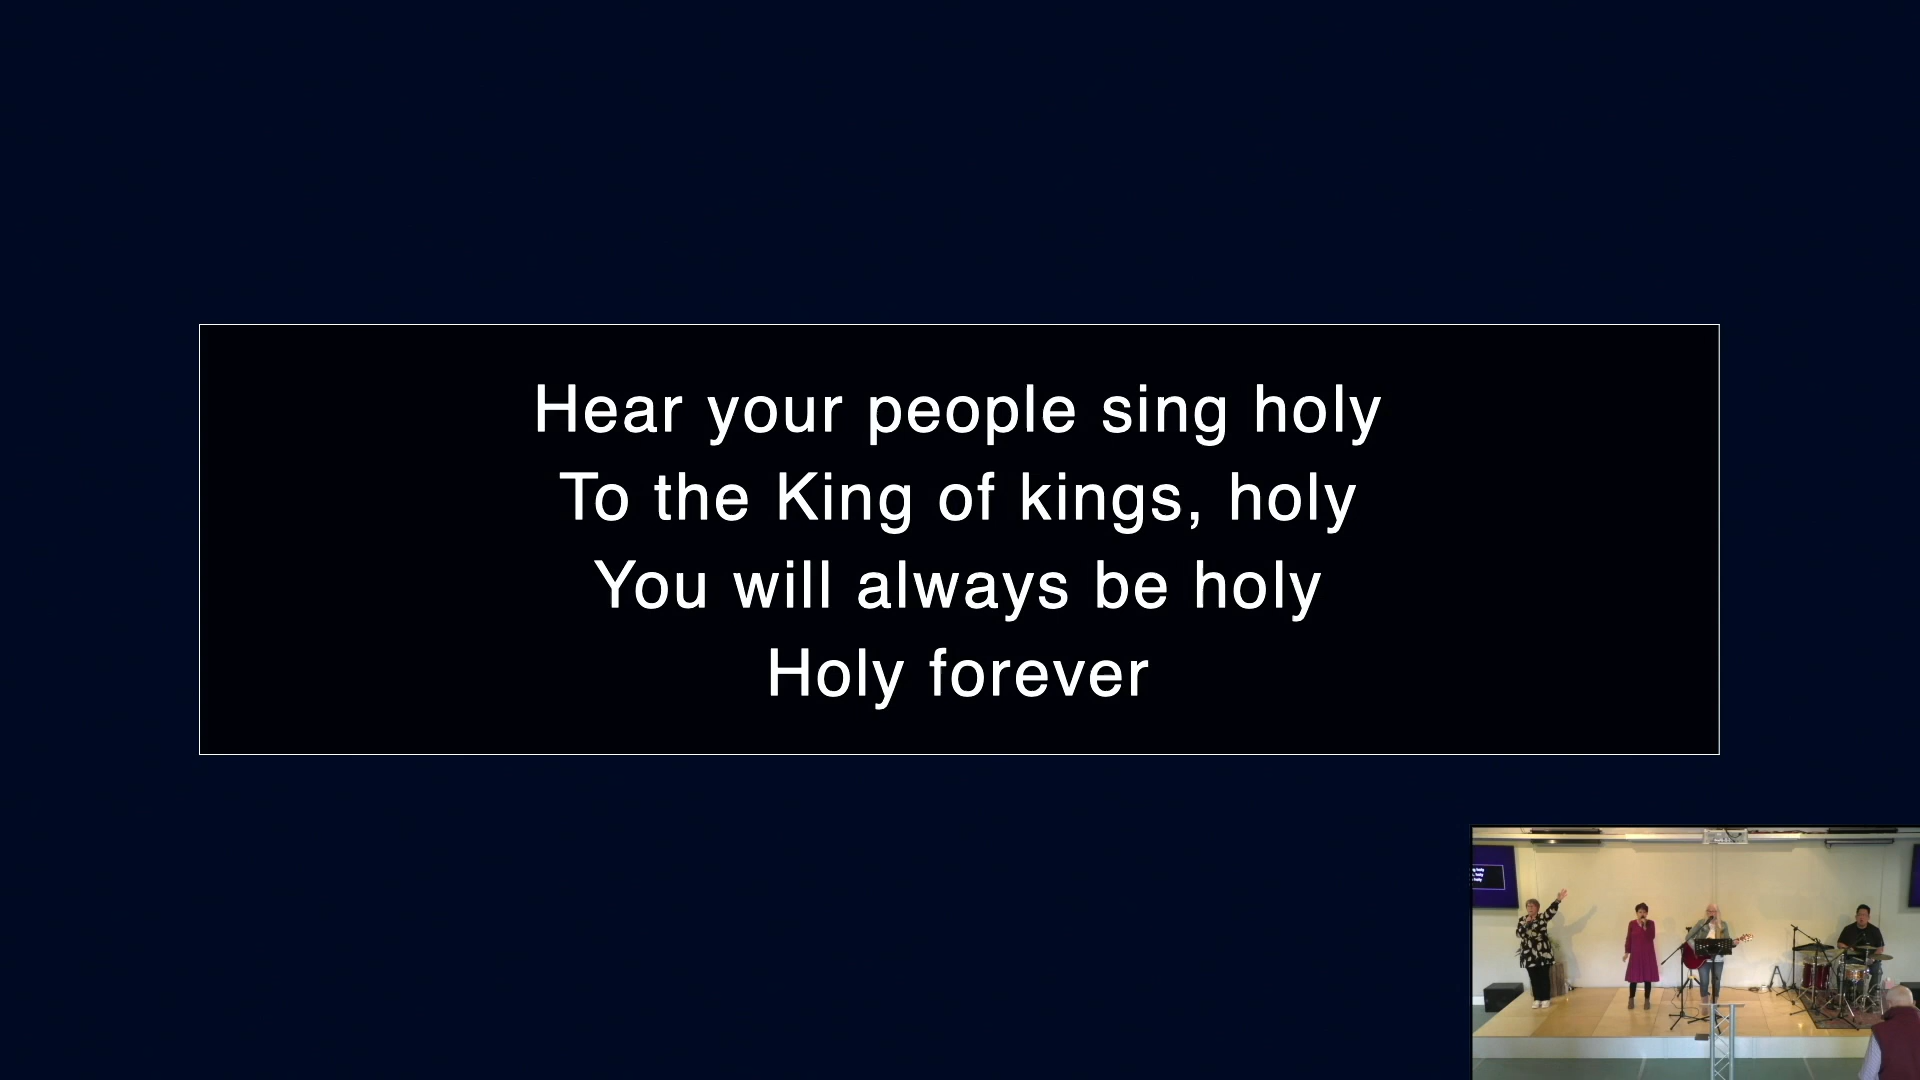 Hear your people sing holy
To the King of kings, holy
You will always be holy
Holy forever